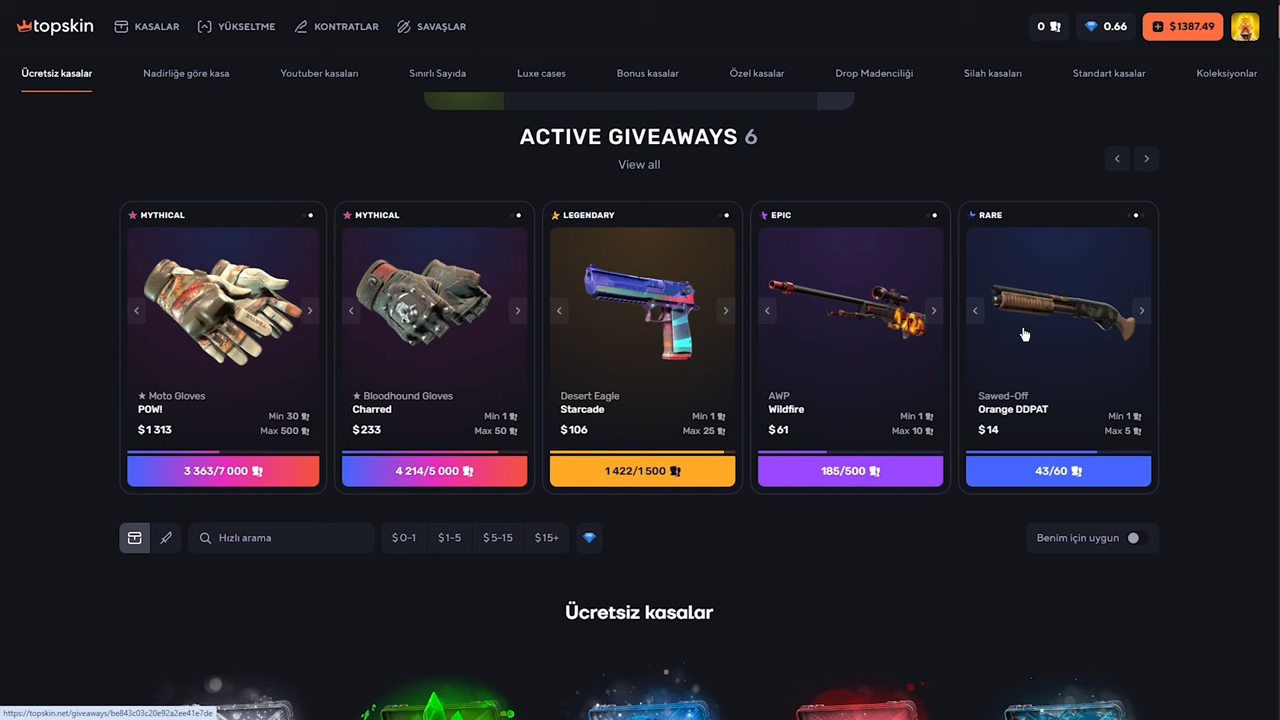 topskin
KASALAR
YÜKSELTME
KONTRATLAR
SAVAŞLAR
0
0.66
$1387.49
Ücretsiz kasalar
Nadirliğe göre kasa
Youtuber kasaları
Sınırlı Sayıda
Luxe cases
Bonus kasalar
Özel kasalar
Drop Madenciliği
Silah kasaları
Standart kasalar
Koleksiyonlar
ACTIVE GIVEAWAYS 6
View all
MYTHICAL
★ Moto Gloves
POW!
$1 313
Min 30
Max 500
3 363/7 000
MYTHICAL
★ Bloodhound Gloves
Charred
$233
Min 1
Max 50
4 214/5 000
LEGENDARY
Desert Eagle
Starcade
$106
Min 1
Max 25
1 422/1 500
EPIC
AWP
Wildfire
$61
Min 1
Max 10
185/500
RARE
Sawed-Off
Orange DDPAT
$14
Min 1
Max 5
43/60
Hızlı arama
$0-1
$1-5
$5-15
$15+
Benim için uygun
Ücretsiz kasalar
https://topskin.net/giveaways/be843c03c20e92a2ee41e7de